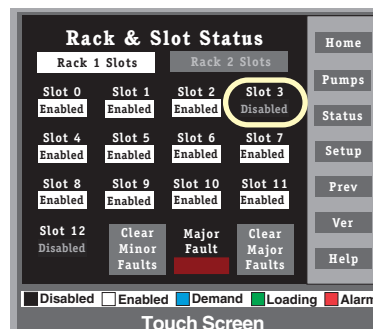 Rack & Slot Status
Home
Rack 1 Slots
Rack 2 Slots
Pumps
Slot 0
Slot 1
Slot 2
Slot 3
Enabled
Enabled
Enabled
Disabled
Status
Slot 4
Slot 5
Slot 6
Slot 7
Enabled
Enabled
Enabled
Enabled
Setup
Slot 8
Slot 9
Slot 10
Slot 11
Enabled
Enabled
Enabled
Enabled
Prev
Slot 12
Disabled
Clear
Minor
Faults
Major
Fault
Clear
Major
Faults
Ver
Help
Disabled
Enabled
Demand
Loading
Alarm
Touch Screen